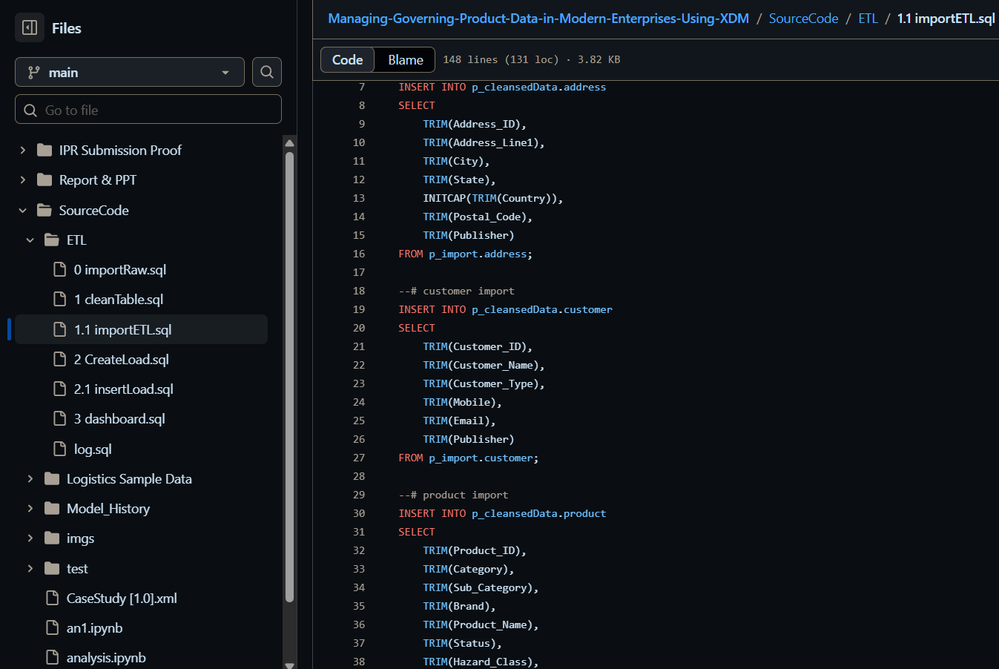 Files
main
Go to file
IPR Submission Proof
Report & PPT
SourceCode
ETL
0 importRaw.sql
1 cleanTable.sql
1.1 importETL.sql
2 CreateLoad.sql
2.1 insertLoad.sql
3 dashboard.sql
log.sql
Logistics Sample Data
Model_History
imgs
test
CaseStudy [1.0].xml
an1.ipynb
analysis.ipynb
Managing-Governing-Product-Data-in-Modern-Enterprises-Using-XDM / SourceCode / ETL / 1.1 importETL.sql
Code Blame 148 lines (131 loc) · 3.82 KB
7 INSERT INTO p_cleansedData.address
8 SELECT
9 TRIM(Address_ID),
10 TRIM(Address_Line1),
11 TRIM(City),
12 TRIM(State),
13 INITCAP(TRIM(Country)),
14 TRIM(Postal_Code),
15 TRIM(Publisher)
16 FROM p_import.address;
17
18 --# customer import
19 INSERT INTO p_cleansedData.customer
20 SELECT
21 TRIM(Customer_ID),
22 TRIM(Customer_Name),
23 TRIM(Customer_Type),
24 TRIM(Mobile),
25 TRIM(Email),
26 TRIM(Publisher)
27 FROM p_import.customer;
28
29 --# product import
30 INSERT INTO p_cleansedData.product
31 SELECT
32 TRIM(Product_ID),
33 TRIM(Category),
34 TRIM(Sub_Category),
35 TRIM(Brand),
36 TRIM(Product_Name),
37 TRIM(Status),
38 TRIM(Hazard_Class),